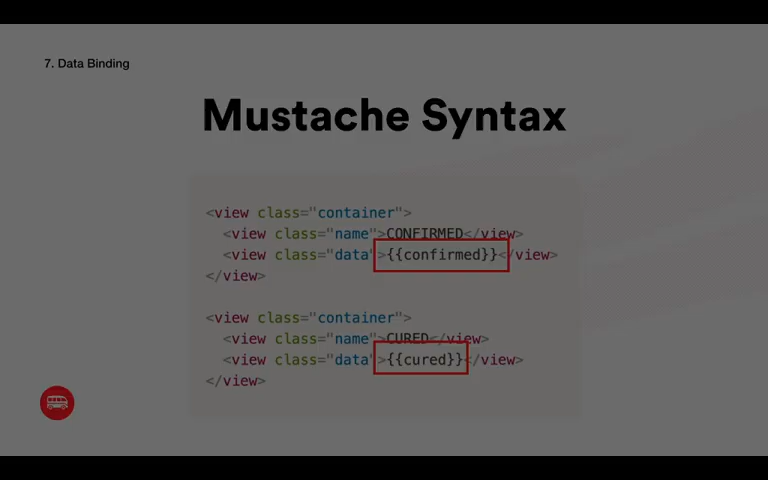 7. Data Binding
Mustache Syntax
<view class="container">
<view class="name">CONFIRMED</view>
<view class="data">{{confirmed}}</view>
</view>
<view class="container">
<view class="name">CURED</view>
<view class="data">{{cured}}</view>
</view>